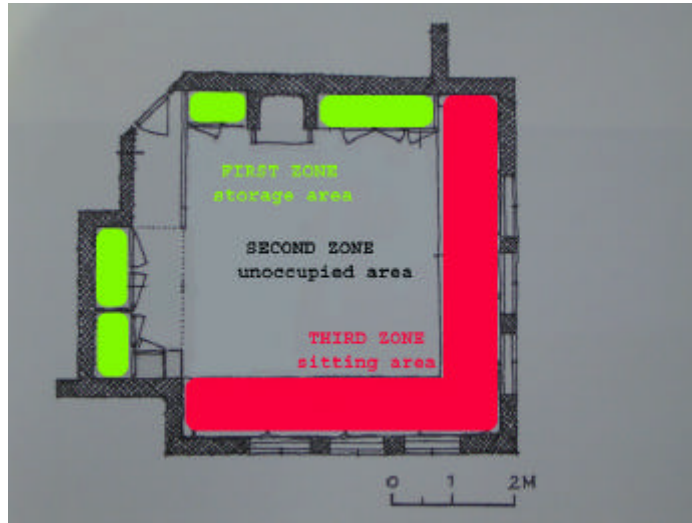 FIRST ZONE
storage area
SECOND ZONE
unoccupied area
THIRD ZONE
sitting area
0 1 2M